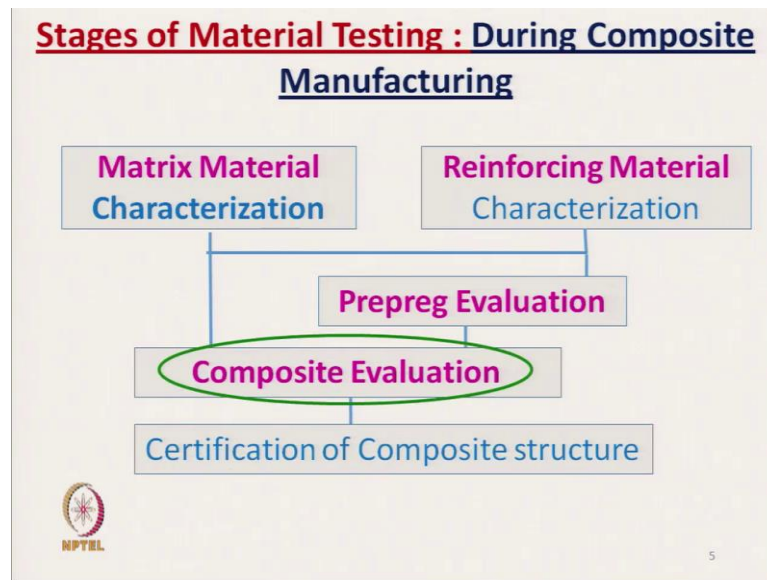 Stages of Material Testing : During Composite
Manufacturing
Matrix Material
Characterization
Reinforcing Material
Characterization
Prepreg Evaluation
Composite Evaluation
Certification of Composite structure
NPTEL
5